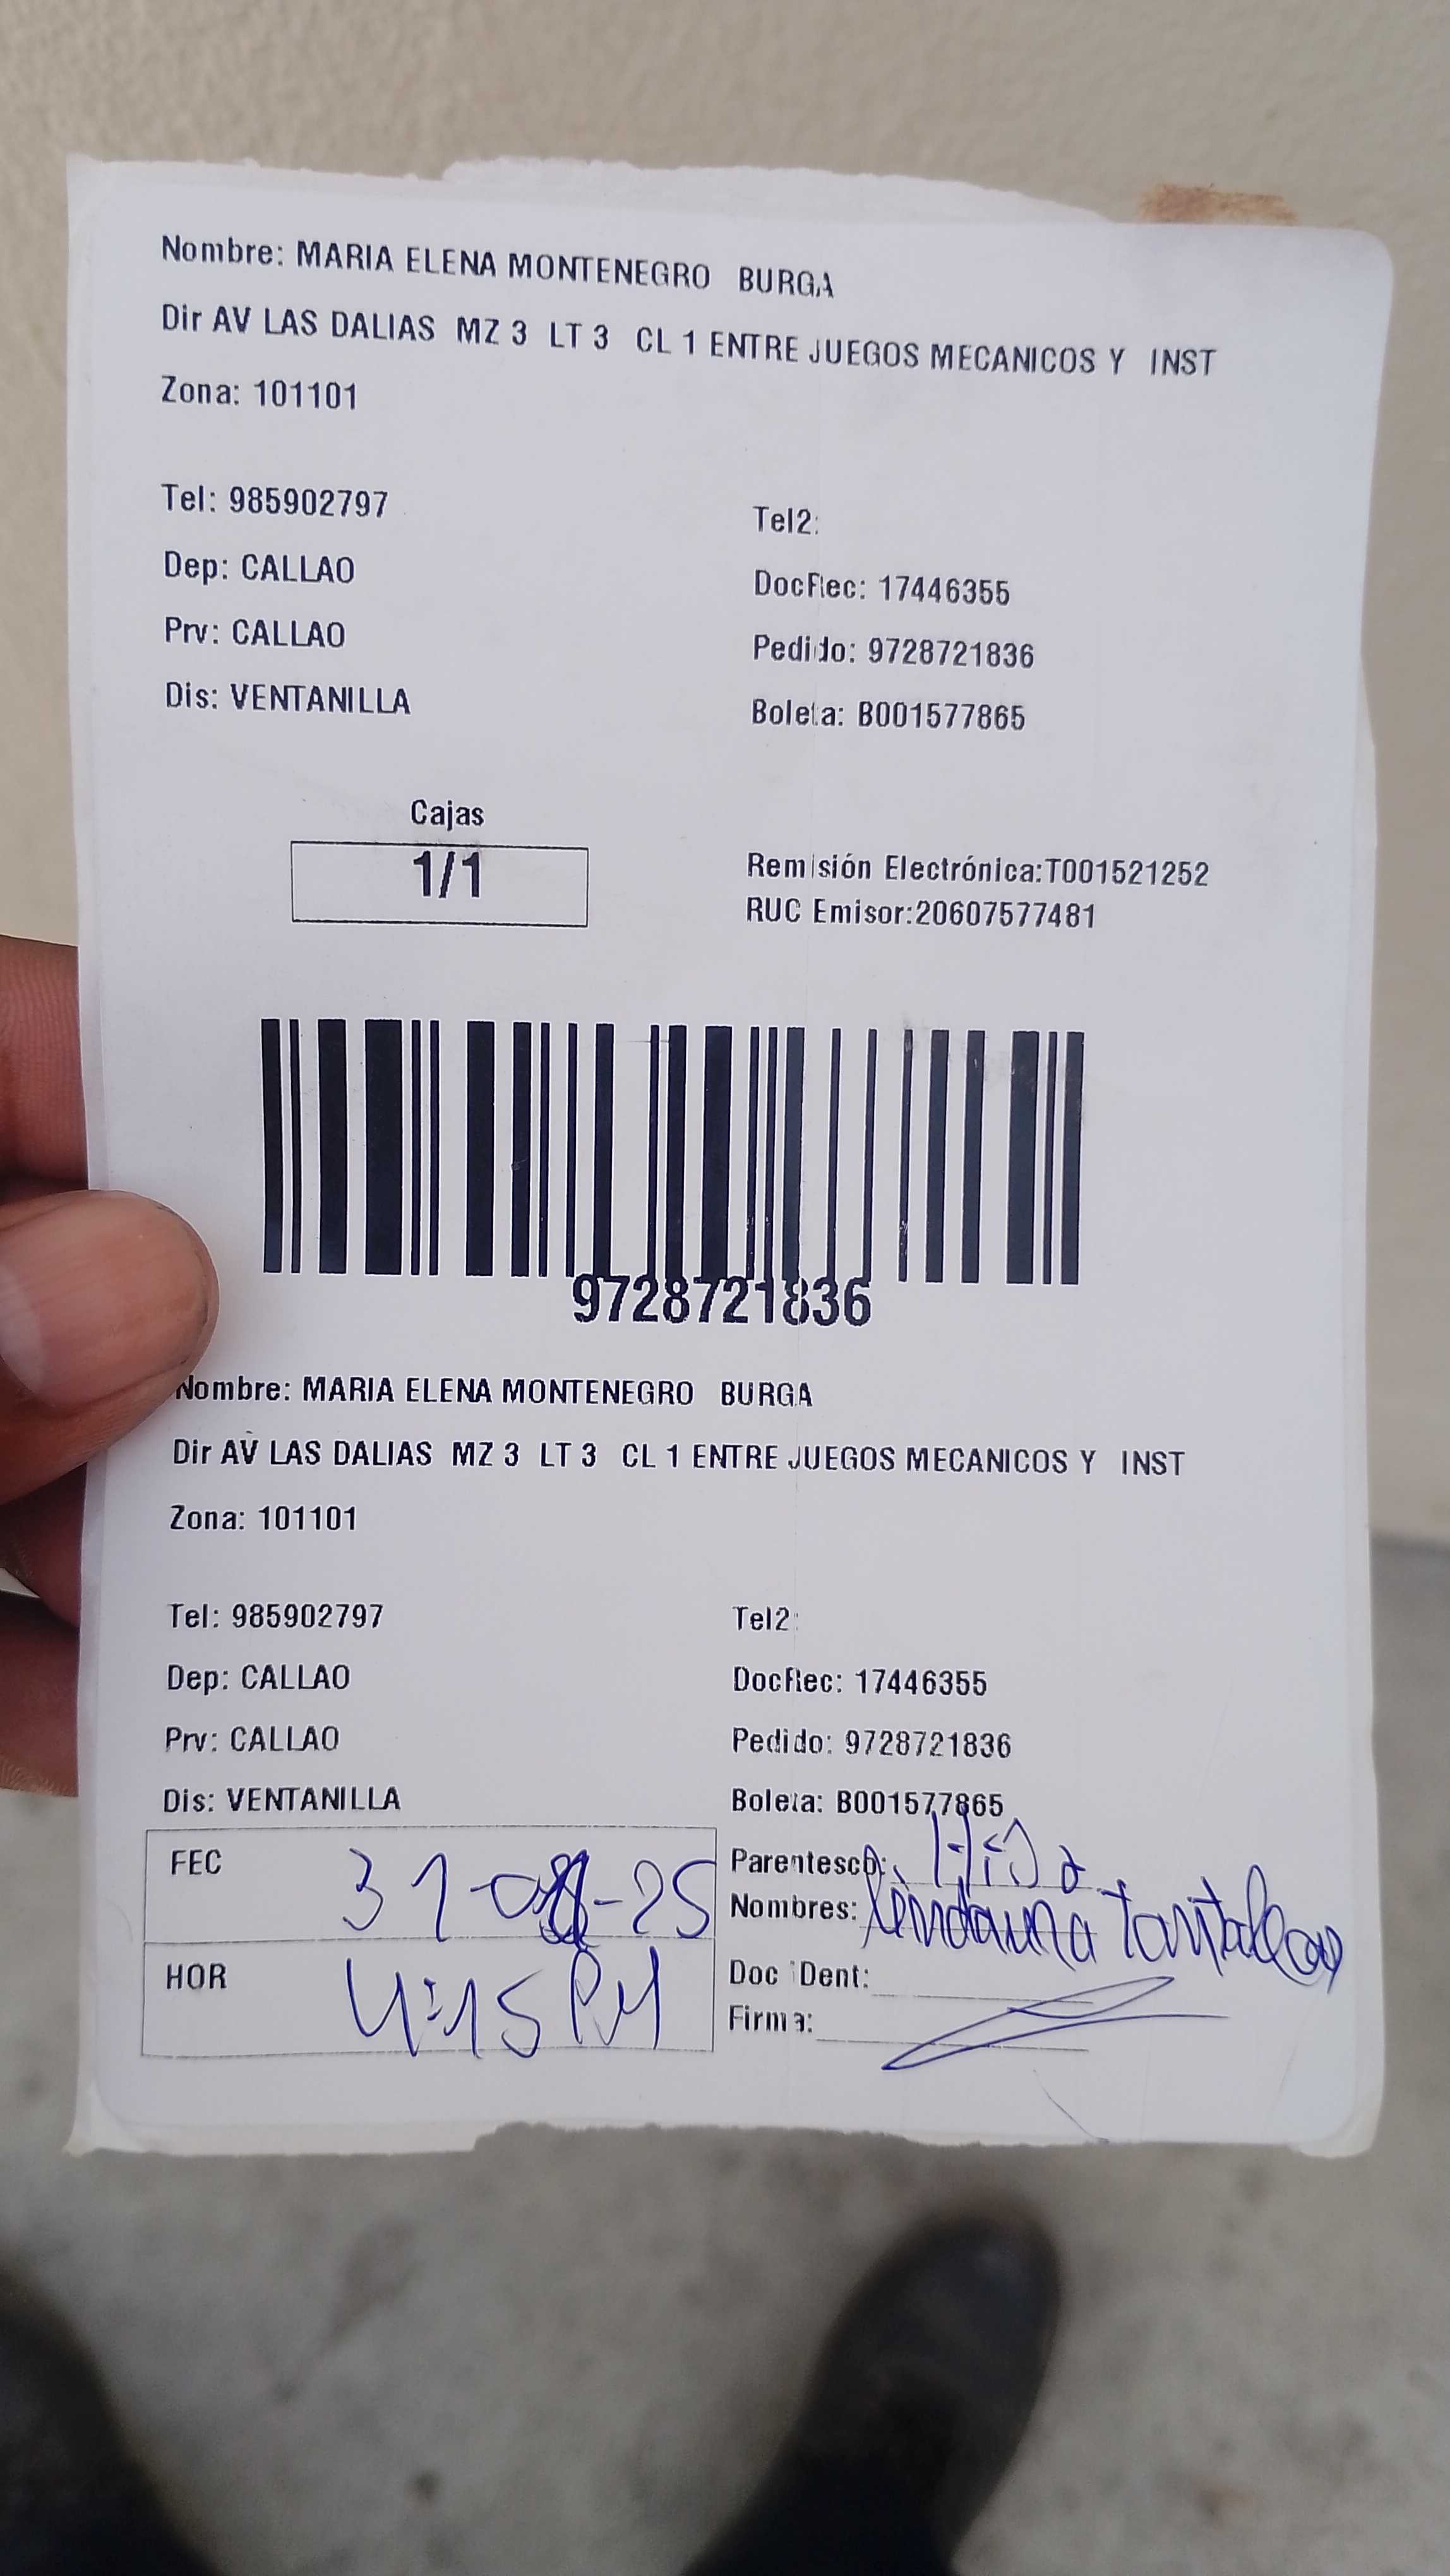 Nombre: MARIA ELENA MONTENEGRO BURGA
Dir AV LAS DALIAS MZ 3 LT 3 CL 1 ENTRE JUEGOS MECANICOS Y INST
Zona: 101101
Tel: 985902797
Tel2:
Dep: CALLAO
DocRec: 17446355
Prv: CALLAO
Pedido: 9728721836
Dis: VENTANILLA
Boleta: B001577865
Cajas
1/1
Remisión Electrónica:T001521252
RUC Emisor:20607577481
9728721836
Nombre: MARIA ELENA MONTENEGRO BURGA
Dir AV LAS DALIAS MZ 3 LT 3 CL 1 ENTRE JUEGOS MECANICOS Y INST
Zona: 101101
Tel: 985902797
Tel2:
Dep: CALLAO
DocRec: 17446355
Prv: CALLAO
Pedido: 9728721836
Dis: VENTANILLA
Boleta: B001577865
FEC
Parentesco: Hija
Nombres:
HOR 4:15 PM
Doc Dent:
Firma: